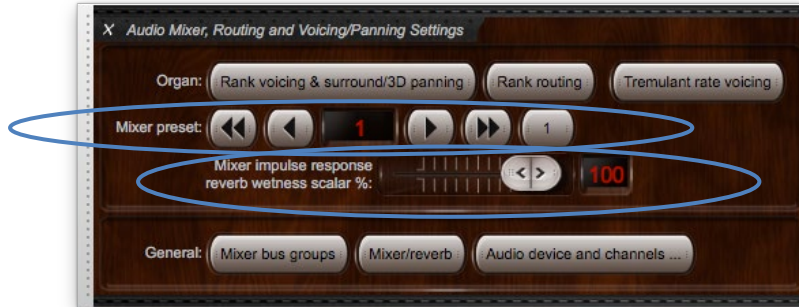 X Audio Mixer, Routing and Voicing/Panning Settings
Organ: Rank voicing & surround/3D panning Rank routing Tremulant rate voicing
Mixer preset: 1 1
Mixer impulse response
reverb wetness scalar %: < > 100
General: Mixer bus groups Mixer/reverb Audio device and channels ...